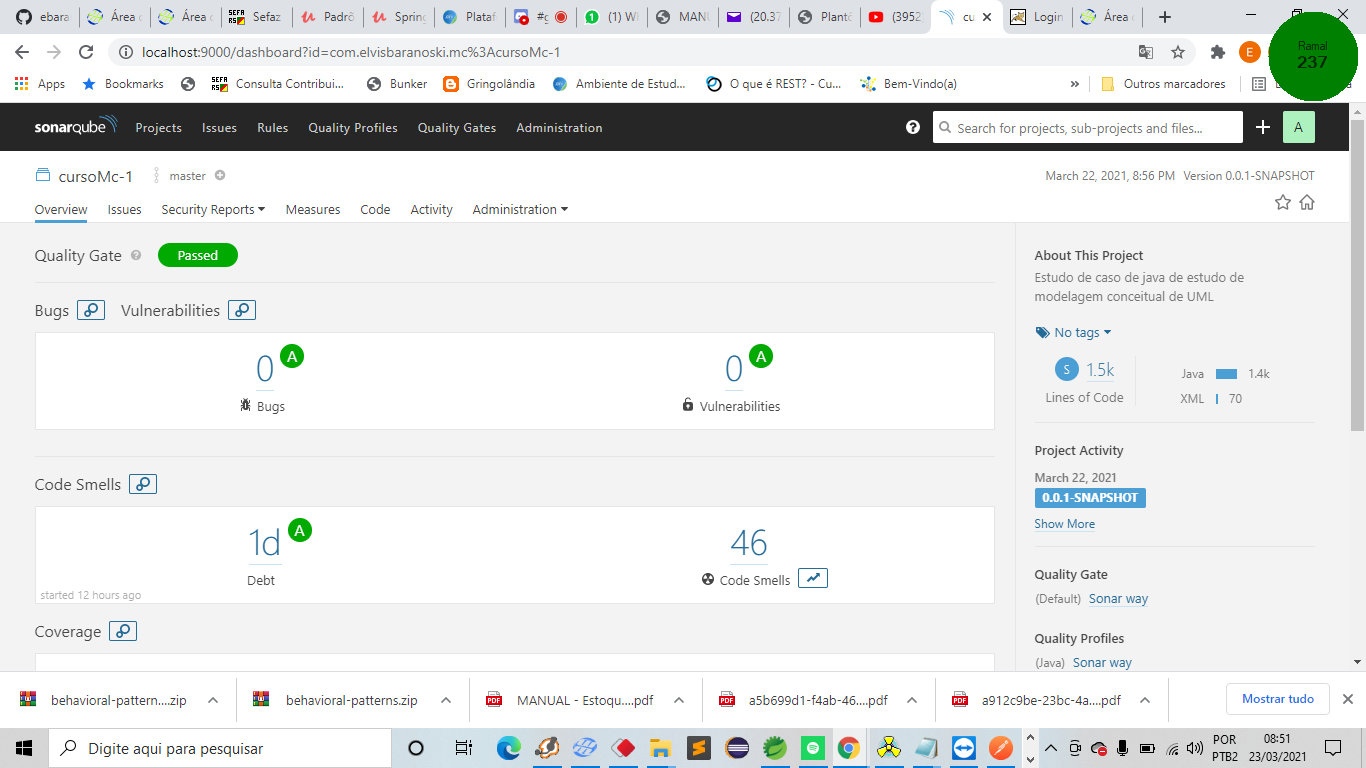 ebara
Área
Área
Sefaz
Padrõ
Spring
Plataf
#g
(1) W
MANU
(20.37
Plantõ
(3952
cu
Login
Área
localhost:9000/dashboard?id=com.elvisbaranoski.mc%3AcursoMc-1
E
Ramal
237
Apps
Bookmarks
SEFA RS
Consulta Contribui...
Bunker
Gringolândia
Ambiente de Estud...
O que é REST? - Cu...
Bem-Vindo(a)
»
Outros marcadores
sonarqube
Projects
Issues
Rules
Quality Profiles
Quality Gates
Administration
Search for projects, sub-projects and files...
A
cursoMc-1
master
March 22, 2021, 8:56 PM Version 0.0.1-SNAPSHOT
Overview
Issues
Security Reports
Measures
Code
Activity
Administration
Quality Gate
Passed
Bugs
Vulnerabilities
0 A
Bugs
0 A
Vulnerabilities
Code Smells
1d A
Debt
started 12 hours ago
46
Code Smells
Coverage
About This Project
Estudo de caso de java de estudo de
modelagem conceitual de UML
No tags
S 1.5k
Lines of Code
Java 1.4k
XML 70
Project Activity
March 22, 2021
0.0.1-SNAPSHOT
Show More
Quality Gate
(Default) Sonar way
Quality Profiles
(Java) Sonar way
behavioral-pattern....zip
behavioral-patterns.zip
MANUAL - Estoqu....pdf
a5b699d1-f4ab-46....pdf
a912c9be-23bc-4a....pdf
Mostrar tudo
Digite aqui para pesquisar
POR
PTB2
08:51
23/03/2021